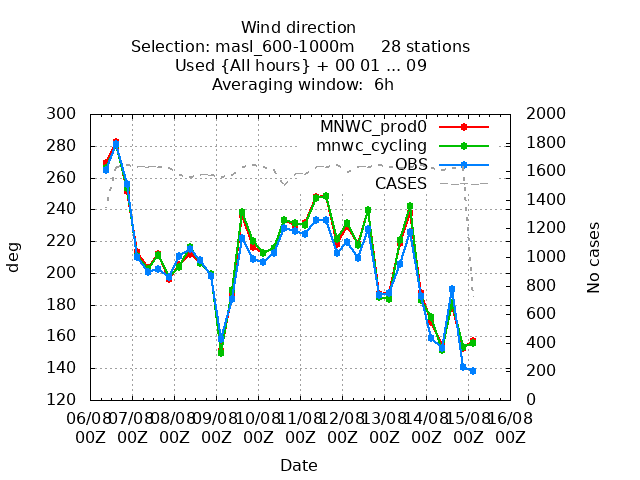 Wind direction
Selection: masl_600-1000m 28 stations
Used {All hours} + 00 01 ... 09
Averaging window: 6h
300 2000
280 MNWC_prod0 1800
mnwc_cycling
260 OBS 1600
CASES
240 1400
220 1200
deg No cases
200 1000
180 800
160 600
140 400
120 200
0
06/08 07/08 08/08 09/08 10/08 11/08 12/08 13/08 14/08 15/08 16/08
00Z 00Z 00Z 00Z 00Z 00Z 00Z 00Z 00Z 00Z 00Z
Date